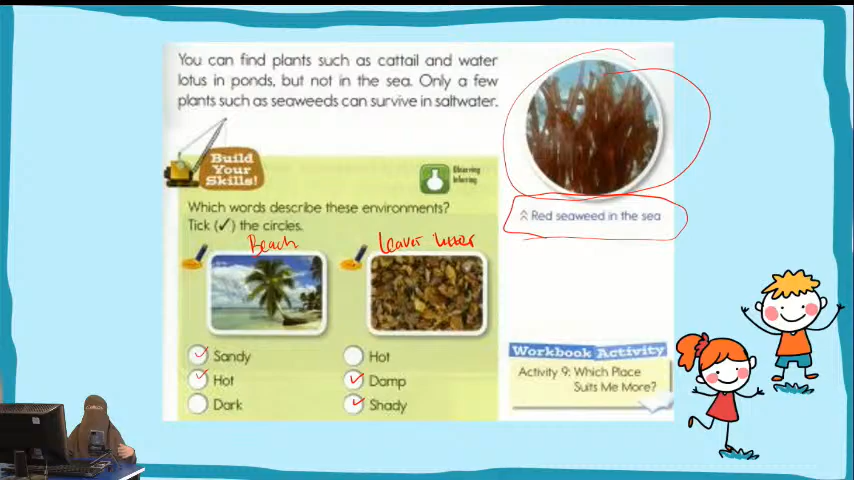 You can find plants such as cattail and water
lotus in ponds, but not in the sea. Only a few
plants such as seaweeds can survive in saltwater.
Build
Your
Skills!
Observing
Inferring
Which words describe these environments?
Tick (✓) the circles.
Beach
leaver litter
Sandy
Hot
Dark
Hot
Damp
Shady
Red seaweed in the sea
Workbook Activity
Activity 9: Which Place
Suits Me More?